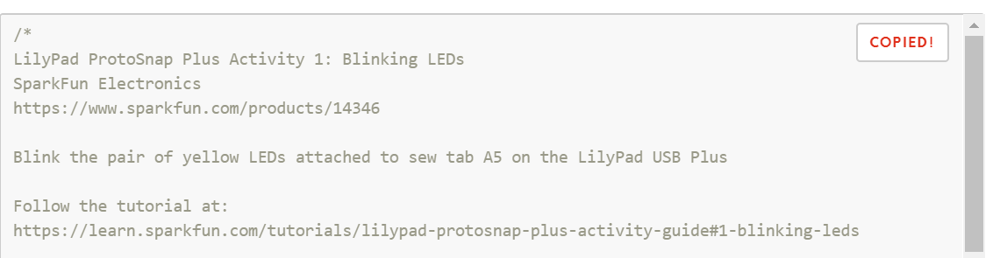 /*
COPIED!
LilyPad ProtoSnap Plus Activity 1: Blinking LEDs
SparkFun Electronics
https://www.sparkfun.com/products/14346
Blink the pair of yellow LEDs attached to sew tab A5 on the LilyPad USB Plus
Follow the tutorial at:
https://learn.sparkfun.com/tutorials/lilypad-protosnap-plus-activity-guide#1-blinking-leds